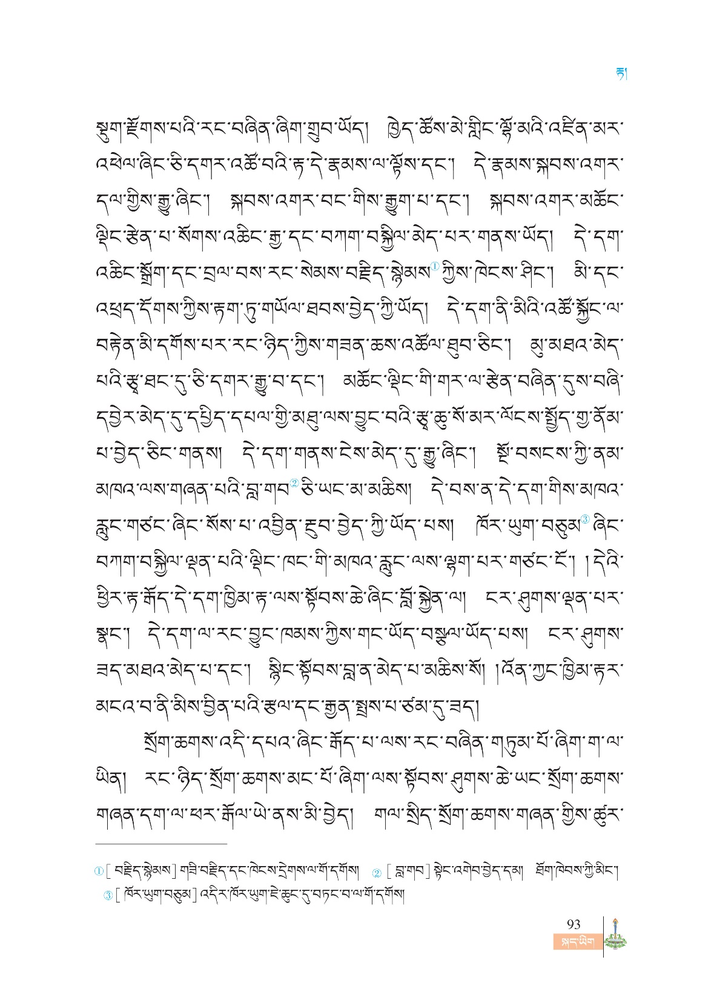 རྟ།
སྡུག་རྫོགས་པའི་རང་བཞིན་ཞིག་གྲུབ་ཡོད། ཁྱེད་ཚོས་མེ་གླིང་ལྷོ་མའི་འཛིན་མར་
འཕེལ་ཞིང་ཅི་དགར་འཚོ་བའི་རྟ་དེ་རྣམས་ལ་ལྟོས་དང་། དེ་རྣམས་སྐབས་འགར་
དལ་གྱིས་རྒྱུ་ཞིང་། སྐབས་འགར་བང་གིས་རྒྱུག་པ་དང་། སྐབས་འགར་མཆོང་
ལྡིང་རྩེན་པ་སོགས་འཆིང་རྒྱ་དང་བཀག་བསྐྱིལ་མེད་པར་གནས་ཡོད། དེ་དག་
འཆིང་སྒྲོག་དང་བྲལ་བས་རང་སེམས་བརྗིད་སྙེམས①ཀྱིས་ཁེངས་ཤིང་། མི་དང་
འཕྲད་དོགས་ཀྱིས་རྟག་ཏུ་གཡོལ་ཐབས་བྱེད་ཀྱི་ཡོད། དེ་དག་ནི་མིའི་འཚོ་སྐྱོང་ལ་
བརྟེན་མི་དགོས་པར་རང་ཉིད་ཀྱིས་གཟན་ཆས་འཚོལ་ཐུབ་ཅིང་། མུ་མཐའ་མེད་
པའི་རྩྭ་ཐང་དུ་ཅི་དགར་རྒྱུ་བ་དང་། མཆོང་ལྡིང་གི་གར་ལ་རྩེན་བཞིན་དུས་བཞི་
དབྱེར་མེད་དུ་དཔྱིད་དཔལ་གྱི་མཐུ་ལས་བྱུང་བའི་རྩྭ་ཆུ་སོ་མར་ལོངས་སྤྱོད་གྱ་ནོམ་
པ་བྱེད་ཅིང་གནས། དེ་དག་གནས་ངེས་མེད་དུ་རྒྱུ་ཞིང་། སྔོ་བསངས་ཀྱི་ནམ་
མཁའ་ལས་གཞན་པའི་བླ་གབ②ཅི་ཡང་མ་མཆིས། དེ་བས་ན་དེ་དག་གིས་མཁའ་
རླུང་གཙང་ཞིང་སོས་པ་འབྱིན་རྔུབ་བྱེད་ཀྱི་ཡོད་པས། ཁོར་ཡུག་བཅུམ③ཞིང་
བཀག་བསྐྱིལ་ལྡན་པའི་ལྡིང་ཁང་གི་མཁའ་རླུང་ལས་ལྷག་པར་གཙང་ངོ་། །དེའི་
ཕྱིར་རྟ་རྒོད་དེ་དག་ཁྱིམ་རྟ་ལས་སྟོབས་ཆེ་ཞིང་བློ་སྐྱེན་ལ། ངར་ཤུགས་ལྡན་པར་
སྣང་། དེ་དག་ལ་རང་བྱུང་ཁམས་ཀྱིས་གང་ཡོད་བསྩལ་ཡོད་པས། ངར་ཤུགས་
ཟད་མཐའ་མེད་པ་དང་། སྙིང་སྟོབས་བླ་ན་མེད་པ་མཆིས་སོ། །འོན་ཀྱང་ཁྱིམ་རྟར་
མངའ་བ་ནི་མིས་བྱིན་པའི་རྩལ་དང་རྒྱན་སྤྲས་པ་ཙམ་དུ་ཟད།
སྲོག་ཆགས་འདི་དཔའ་ཞིང་རྒོད་པ་ལས་རང་བཞིན་གཏུམ་པོ་ཞིག་ག་ལ་
ཡིན། རང་ཉིད་སྲོག་ཆགས་མང་པོ་ཞིག་ལས་སྟོབས་ཤུགས་ཆེ་ཡང་སྲོག་ཆགས་
གཞན་དག་ལ་ཕར་རྒོལ་ཡེ་ནས་མི་བྱེད། གལ་སྲིད་སྲོག་ཆགས་གཞན་གྱིས་ཚུར་
①[ བརྗིད་སྙེམས]གཟི་བརྗིད་དང་ཁེངས་དྲེགས་ལ་གོ་དགོས། ②[ བླ་གབ]སྟེང་འགེབ་བྱེད་དམ། ཐོག་ཁེབས་ཀྱི་མིང་།
③[ ཁོར་ཡུག་བཅུམ]འདིར་ཁོར་ཡུག་ཇེ་ཆུང་དུ་བཏང་བ་ལ་གོ་དགོས།
93
སྐད་ཡིག